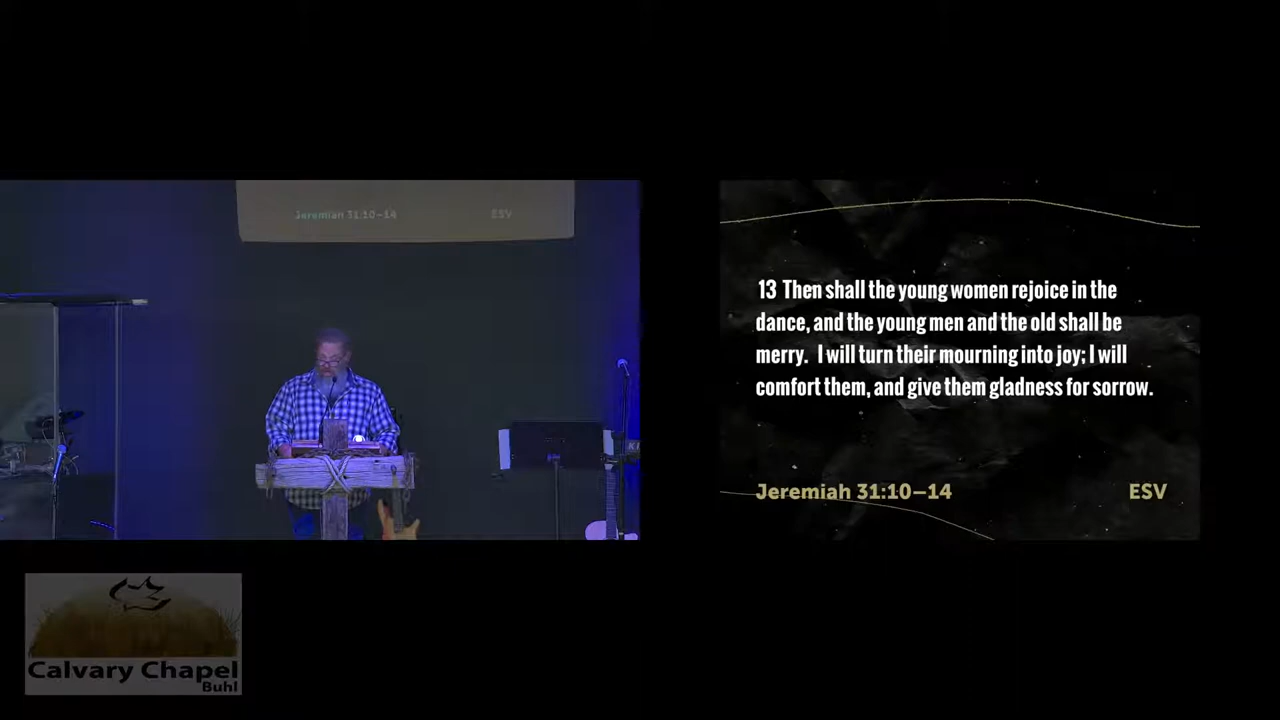 Jeremiah 31:10–14 ESV
13 Then shall the young women rejoice in the
dance, and the young men and the old shall be
merry.  I will turn their mourning into joy; I will
comfort them, and give them gladness for sorrow.
Jeremiah 31:10–14 ESV
Calvary Chapel
Buhl